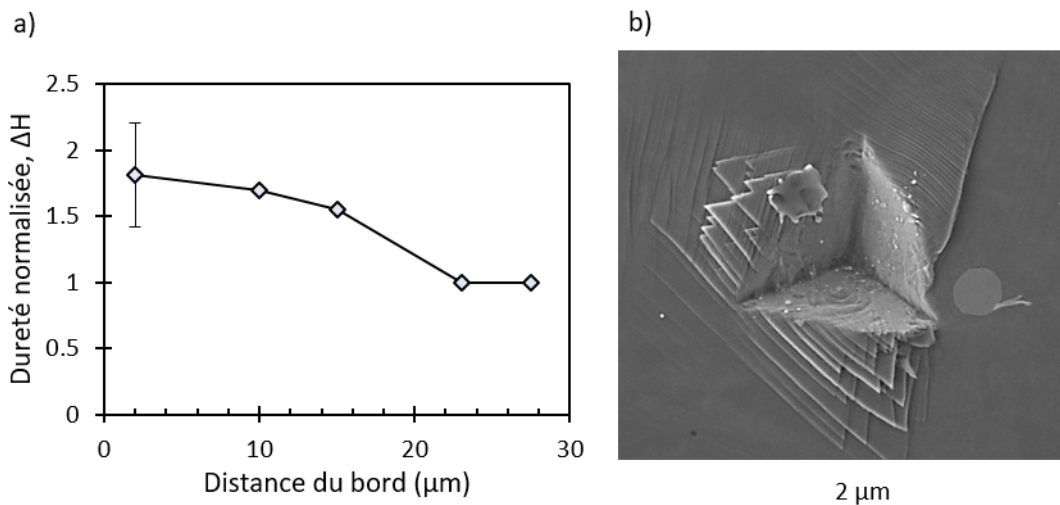 a)
b)
2.5
2
1.5
1
0.5
0
Dureté normalisée, ΔH
0
10
20
30
Distance du bord (µm)
2 µm